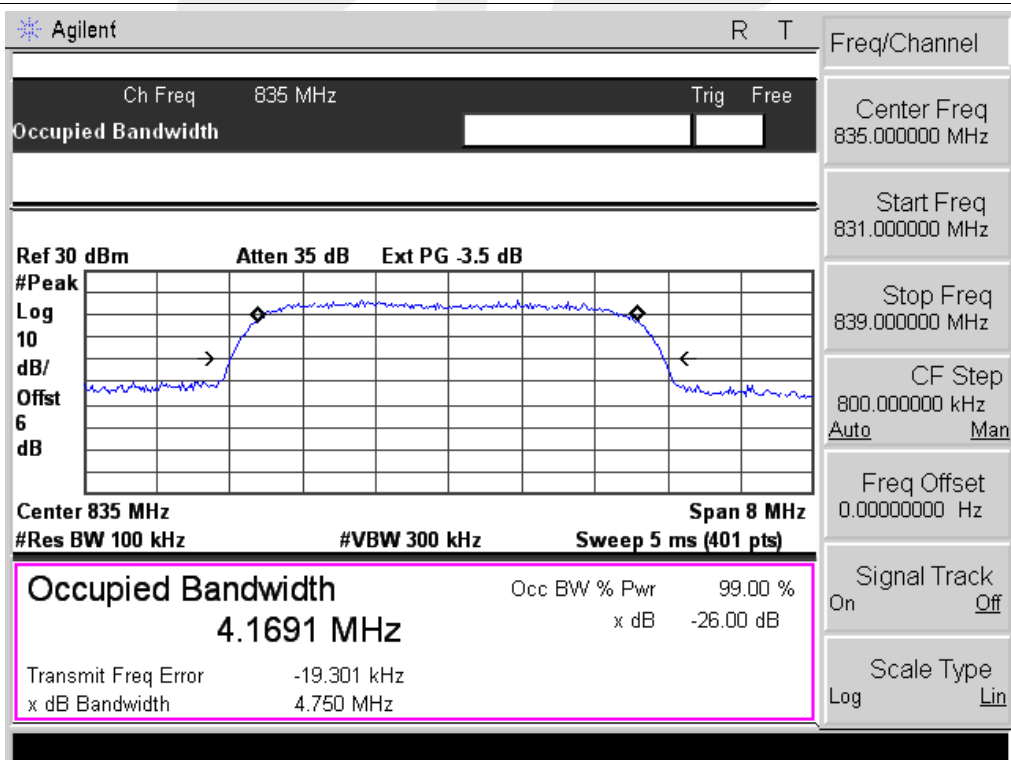 Agilent R T
Ch Freq 835 MHz Trig Free
Occupied Bandwidth
Ref 30 dBm Atten 35 dB Ext PG -3.5 dB
#Peak
Log
10
dB/
Offst
6
dB
Center 835 MHz Span 8 MHz
#Res BW 100 kHz #VBW 300 kHz Sweep 5 ms (401 pts)
Occupied Bandwidth
4.1691 MHz
Occ BW % Pwr 99.00 %
x dB -26.00 dB
Transmit Freq Error -19.301 kHz
x dB Bandwidth 4.750 MHz
Freq/Channel
Center Freq
835.000000 MHz
Start Freq
831.000000 MHz
Stop Freq
839.000000 MHz
CF Step
800.000000 kHz
Auto Man
Freq Offset
0.00000000 Hz
Signal Track
On Off
Scale Type
Log Lin